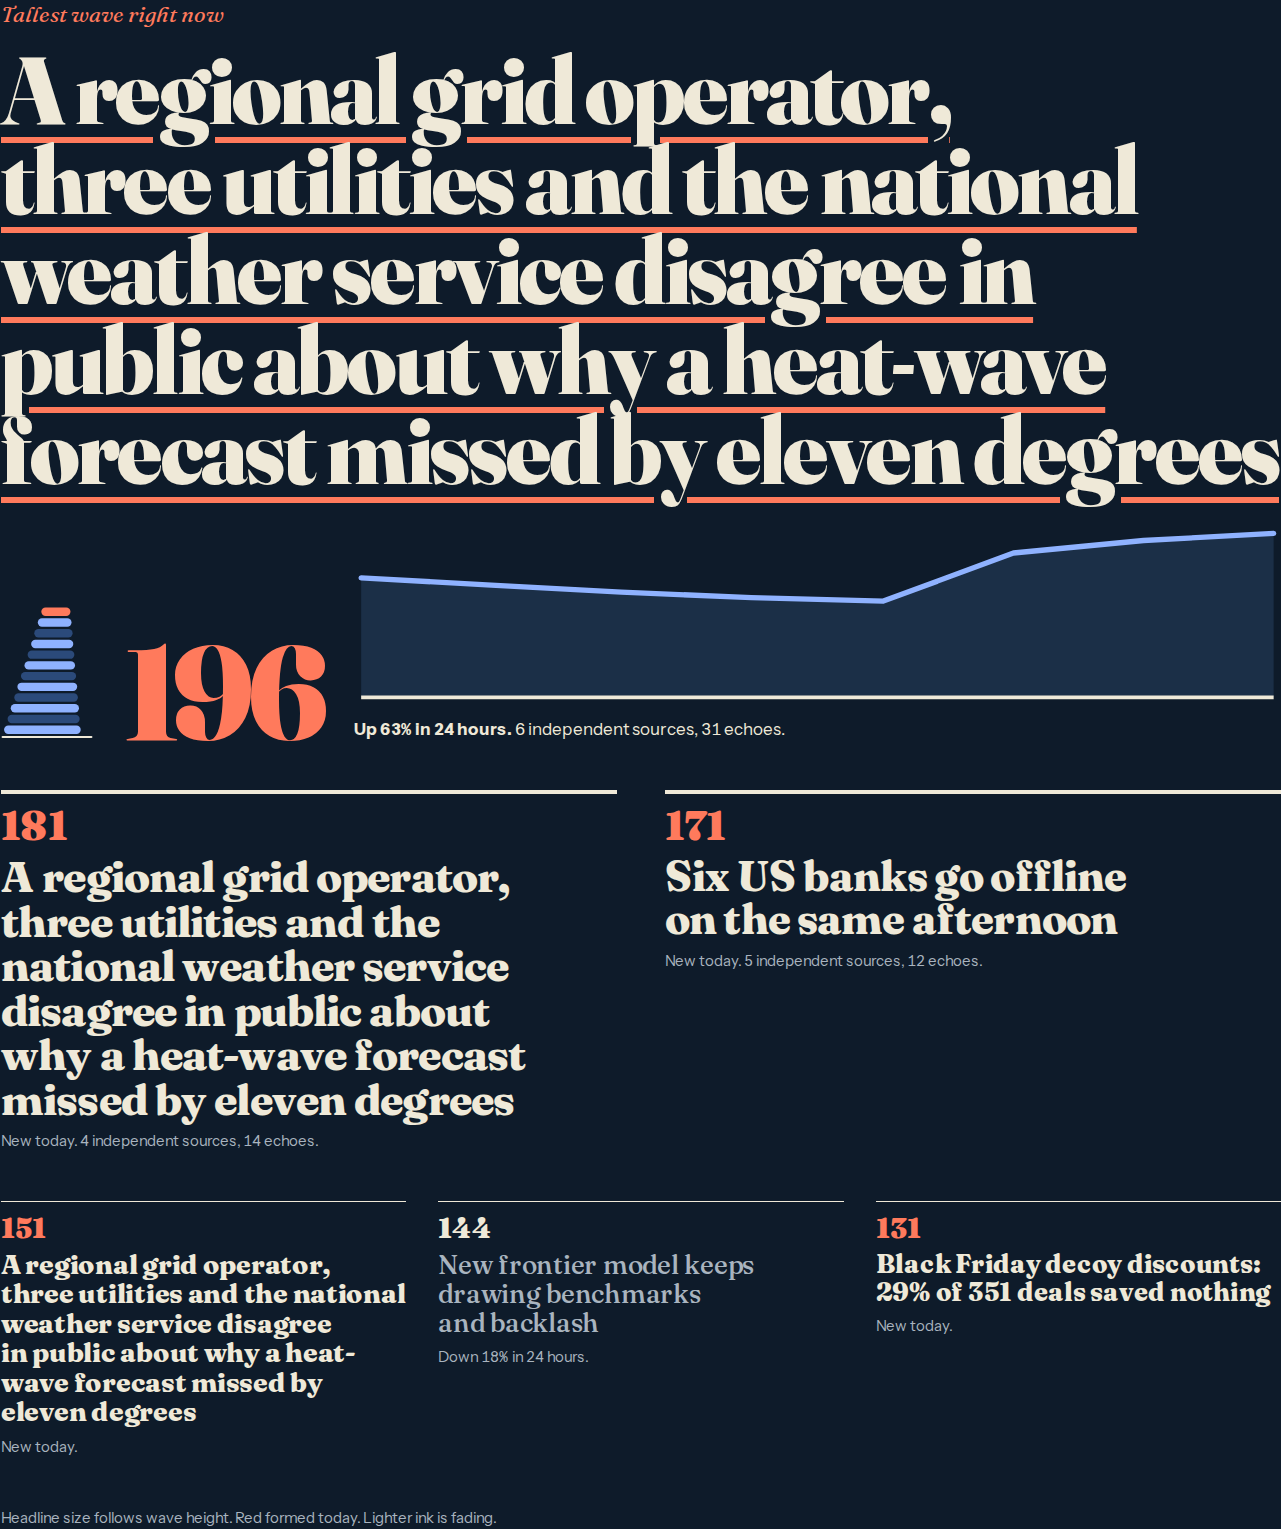 Tallest wave right now
A regional grid operator,
three utilities and the national
weather service disagree in
public about why a heat-wave
forecast missed by eleven degrees
196
Up 63% in 24 hours. 6 independent sources, 31 echoes.
181
A regional grid operator,
three utilities and the
national weather service
disagree in public about
why a heat-wave forecast
missed by eleven degrees
New today. 4 independent sources, 14 echoes.
171
Six US banks go offline
on the same afternoon
New today. 5 independent sources, 12 echoes.
151
A regional grid operator,
three utilities and the national
weather service disagree
in public about why a heat-
wave forecast missed by
eleven degrees
New today.
144
New frontier model keeps
drawing benchmarks
and backlash
Down 18% in 24 hours.
131
Black Friday decoy discounts:
29% of 351 deals saved nothing
New today.
Headline size follows wave height. Red formed today. Lighter ink is fading.